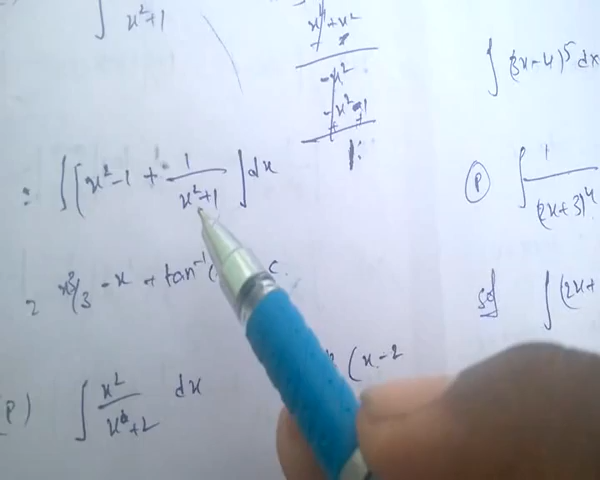 ∫ x²+1
x⁴+x²
-x²
-x² -1
1
∫ (3x-4)⁵ dx
= ∫[x²-1 + 1/(x²+1)]dx
(P) ∫ 1/(2x+3)⁴
= x³/3 - x + tan⁻¹( c.
sol ∫(2x+
(x-2
P) ∫ x²/(x⁶+2) dx